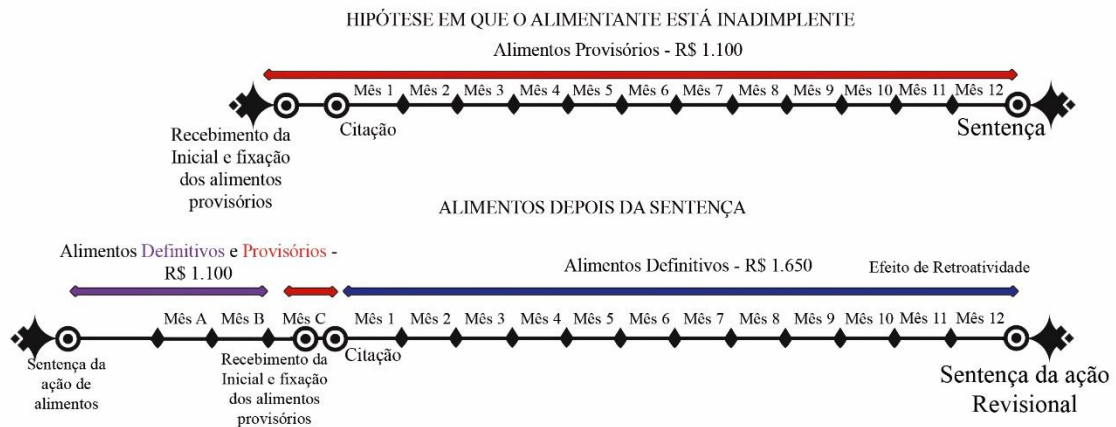 HIPÓTESE EM QUE O ALIMENTANTE ESTÁ INADIMPLENTE
Alimentos Provisórios - R$ 1.100
Mês 1 Mês 2 Mês 3 Mês 4 Mês 5 Mês 6 Mês 7 Mês 8 Mês 9 Mês 10 Mês 11 Mês 12
Recebimento da
Inicial e fixação
dos alimentos
provisórios
Citação
Sentença
ALIMENTOS DEPOIS DA SENTENÇA
Alimentos Definitivos e Provisórios -
R$ 1.100
Alimentos Definitivos - R$ 1.650
Efeito de Retroatividade
Mês A Mês B Mês C Mês 1 Mês 2 Mês 3 Mês 4 Mês 5 Mês 6 Mês 7 Mês 8 Mês 9 Mês 10 Mês 11 Mês 12
Sentença da
ação de
alimentos
Recebimento da
Inicial e fixação
dos alimentos
provisórios
Citação
Sentença da ação
Revisional